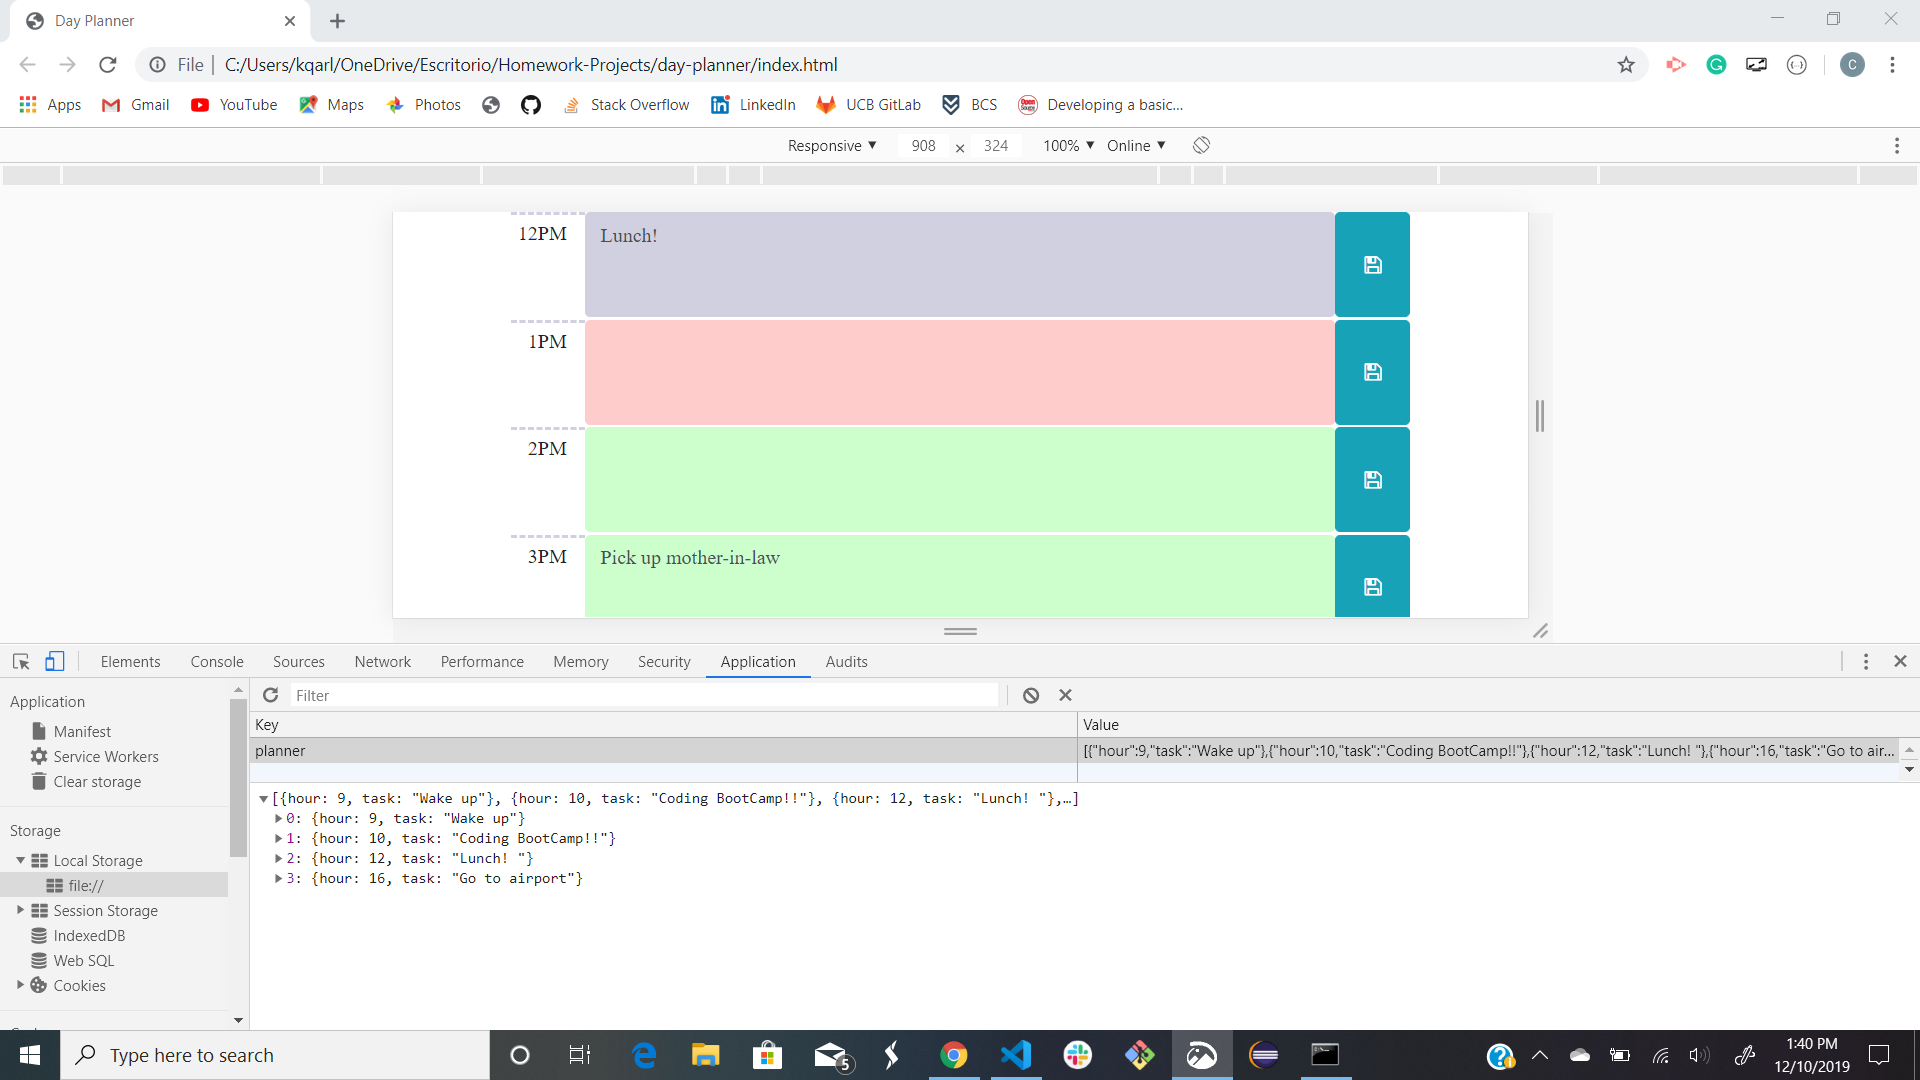 Day Planner
File | C:/Users/kqarl/OneDrive/Escritorio/Homework-Projects/day-planner/index.html
C
Apps Gmail YouTube Maps Photos Stack Overflow LinkedIn UCB GitLab BCS Developing a basic...
Responsive ▼ 908 × 324 100% ▼ Online ▼
12PM Lunch!
1PM
2PM
3PM Pick up mother-in-law
Elements Console Sources Network Performance Memory Security Application Audits
Application
Manifest
Service Workers
Clear storage
Storage
Local Storage
file://
Session Storage
IndexedDB
Web SQL
Cookies
Filter
Key Value
planner [{"hour":9,"task":"Wake up"},{"hour":10,"task":"Coding BootCamp!!"},{"hour":12,"task":"Lunch! "},{"hour":16,"task":"Go to air...
▼[{hour: 9, task: "Wake up"}, {hour: 10, task: "Coding BootCamp!!"}, {hour: 12, task: "Lunch! "},…]
▶0: {hour: 9, task: "Wake up"}
▶1: {hour: 10, task: "Coding BootCamp!!"}
▶2: {hour: 12, task: "Lunch! "}
▶3: {hour: 16, task: "Go to airport"}
Type here to search
5
1:40 PM
12/10/2019